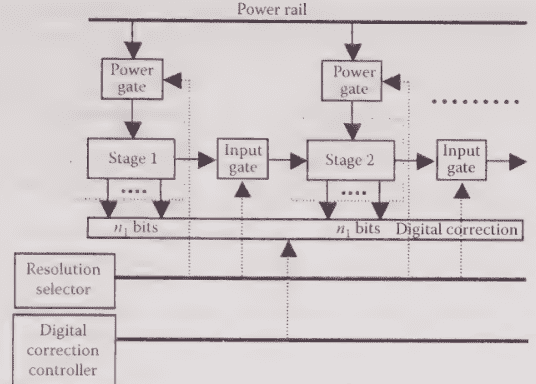 Power rail
Power
gate
Power
gate
Stage 1
Input
gate
Stage 2
Input
gate
n₁ bits
n₁ bits
Digital correction
Resolution
selector
Digital
correction
controller